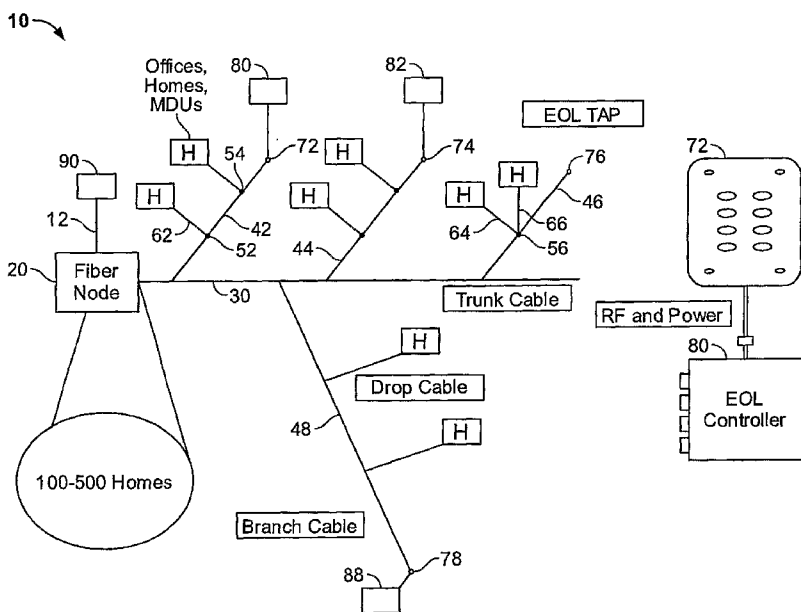 10
Offices,
Homes,
MDUs
80
82
EOL TAP
90
H
54
72
H
74
H
76
72
12
H
62
42
52
H
44
64
66
46
56
20
Fiber
Node
30
Trunk Cable
RF and Power
H
Drop Cable
80
EOL
Controller
48
H
100-500 Homes
Branch Cable
78
88